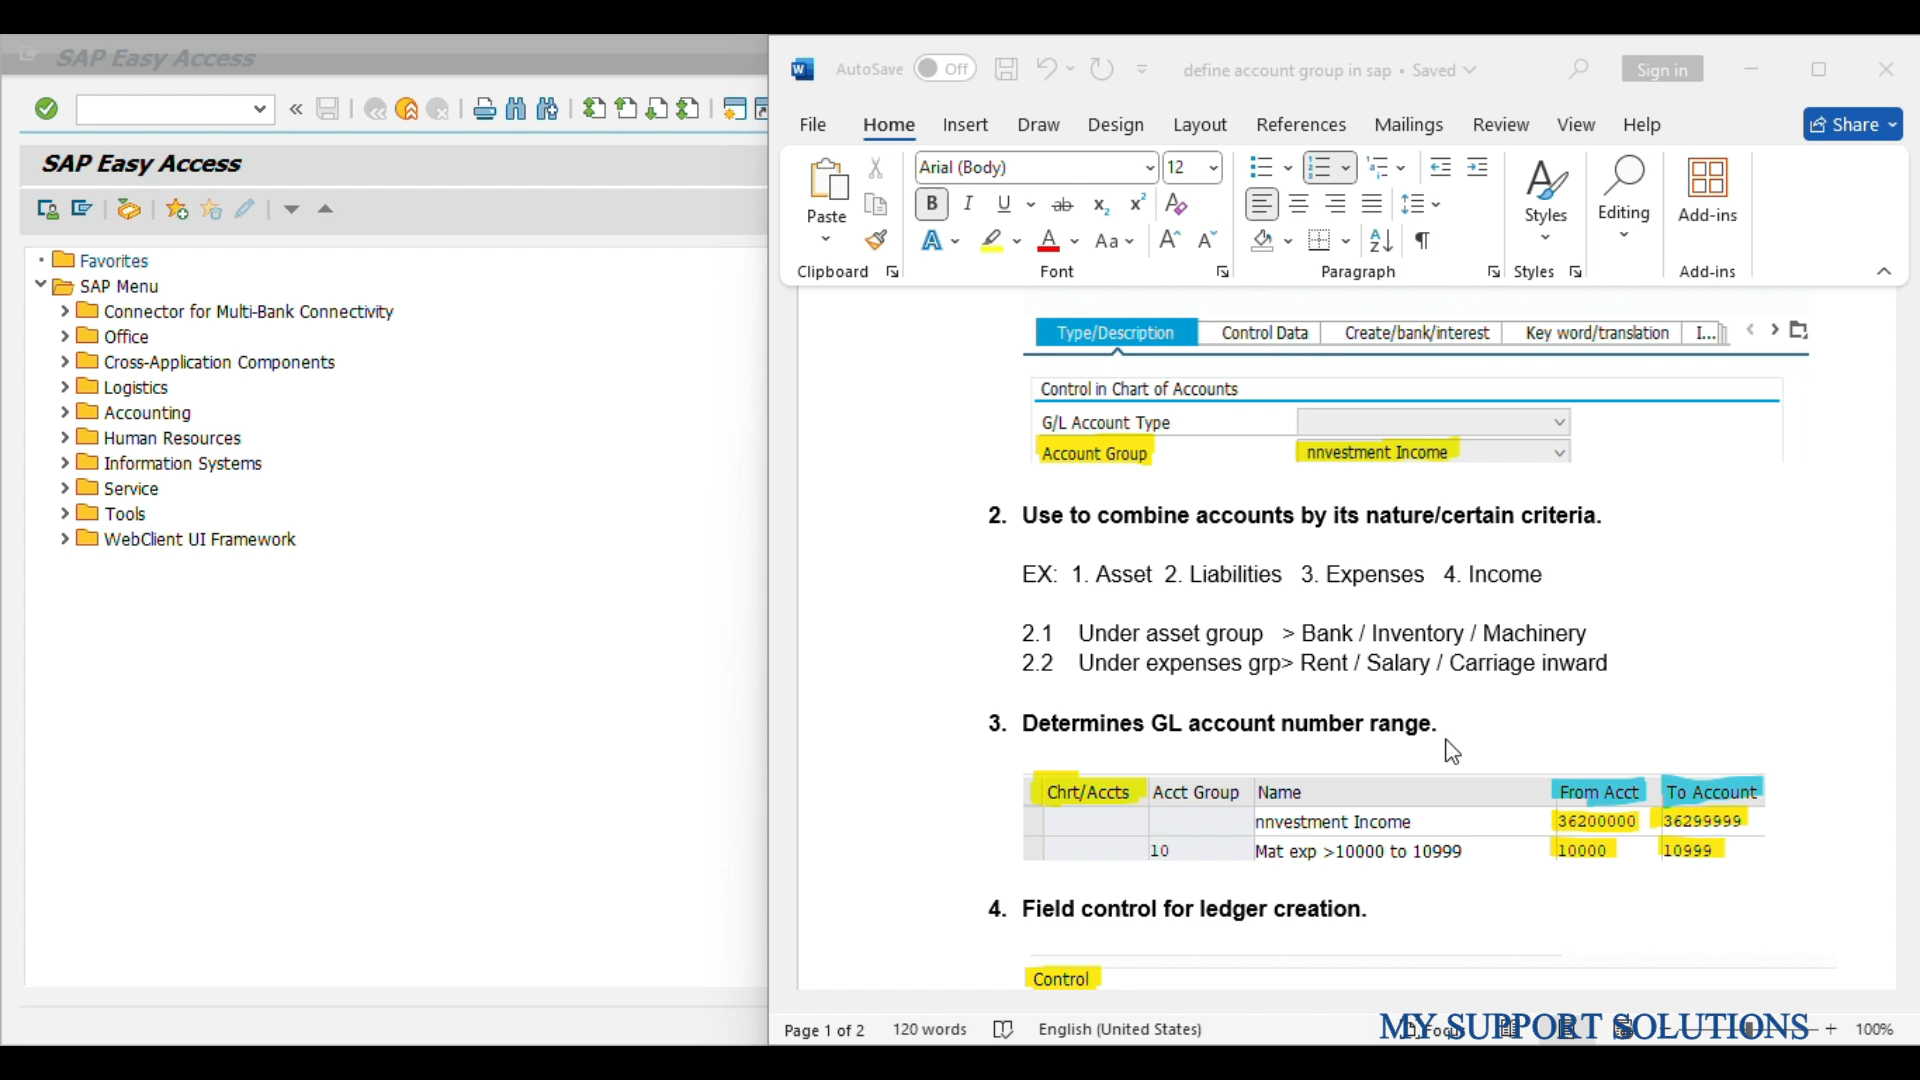 SAP Easy Access
SAP Easy Access
Favorites
SAP Menu
Connector for Multi-Bank Connectivity
Office
Cross-Application Components
Logistics
Accounting
Human Resources
Information Systems
Service
Tools
WebClient UI Framework
AutoSave Off define account group in sap • Saved Sign in
File Home Insert Draw Design Layout References Mailings Review View Help Share
Paste Arial (Body) 12 Styles Editing Add-ins
Clipboard Font Paragraph Styles Add-ins
Type/Description Control Data Create/bank/interest Key word/translation I...
Control in Chart of Accounts
G/L Account Type
Account Group nnvestment Income
2. Use to combine accounts by its nature/certain criteria.
EX: 1. Asset 2. Liabilities 3. Expenses 4. Income
2.1 Under asset group > Bank / Inventory / Machinery
2.2 Under expenses grp> Rent / Salary / Carriage inward
3. Determines GL account number range.
Chrt/Accts Acct Group Name From Acct To Account
nnvestment Income 36200000 36299999
10 Mat exp >10000 to 10999 10000 10999
4. Field control for ledger creation.
Control
Page 1 of 2 120 words English (United States) Focus 100%
MY SUPPORT SOLUTIONS